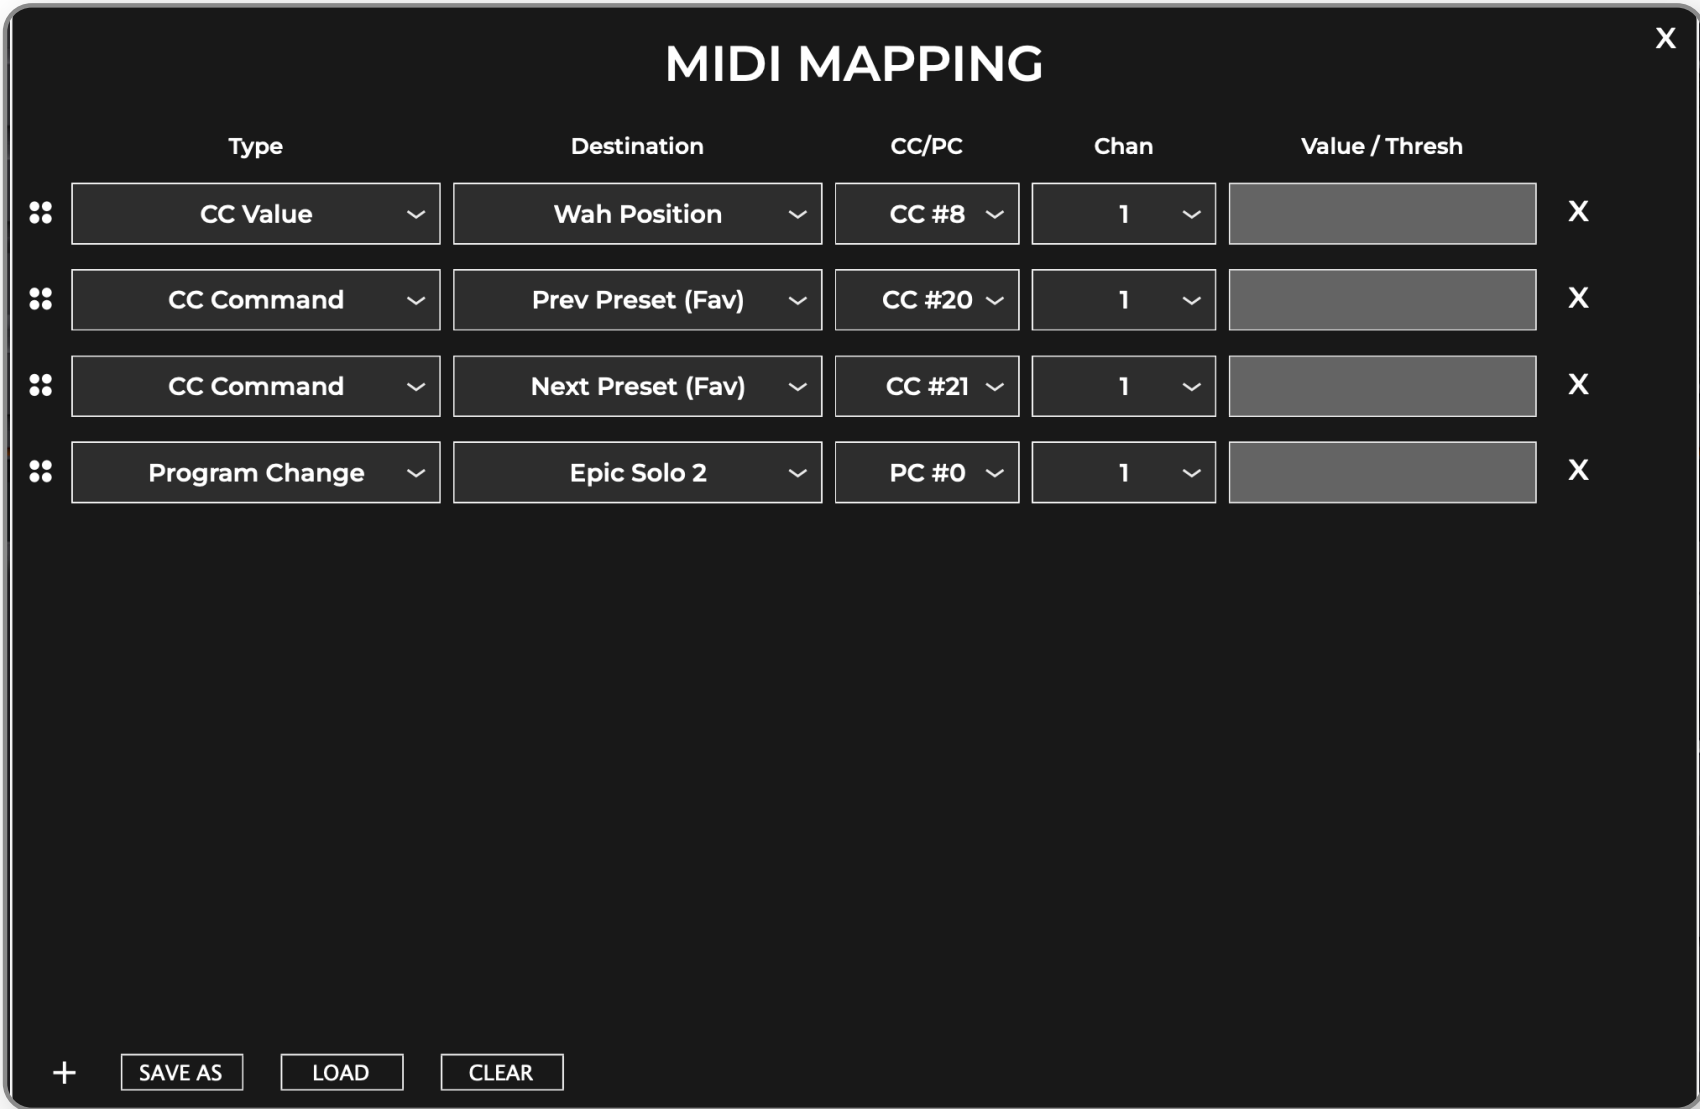 X
MIDI MAPPING
Type Destination CC/PC Chan Value / Thresh
CC Value Wah Position CC #8 1 X
CC Command Prev Preset (Fav) CC #20 1 X
CC Command Next Preset (Fav) CC #21 1 X
Program Change Epic Solo 2 PC #0 1 X
+ SAVE AS LOAD CLEAR